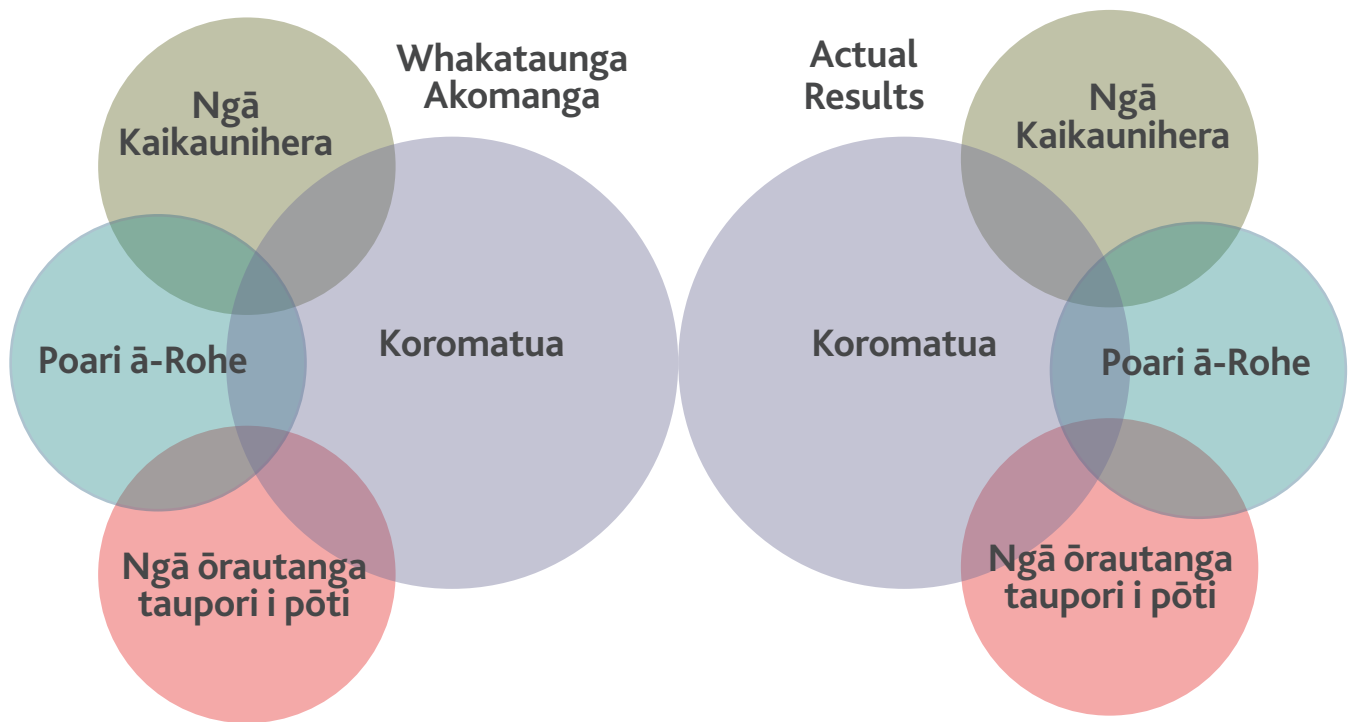 Whakataunga
Akomanga
Ngā
Kaikaunihera
Koromatua
Poari ā-Rohe
Ngā ōrautanga
taupori i pōti
Actual
Results
Ngā
Kaikaunihera
Koromatua
Poari ā-Rohe
Ngā ōrautanga
taupori i pōti